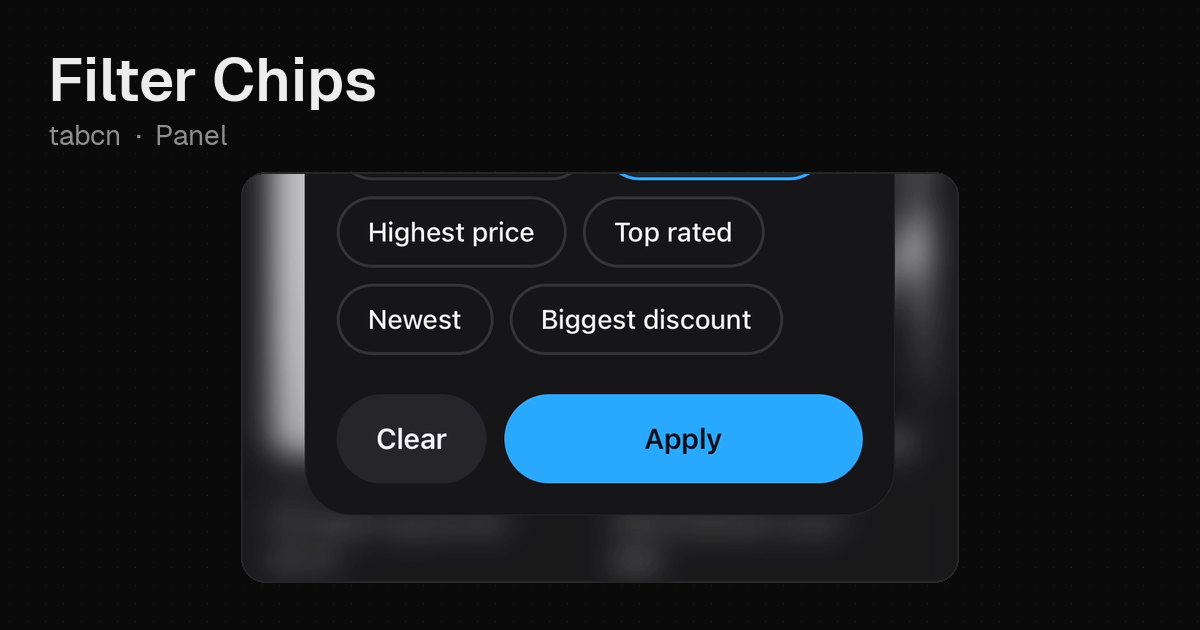 Filter Chips
tabcn · Panel
Highest price Top rated
Newest Biggest discount
Clear Apply